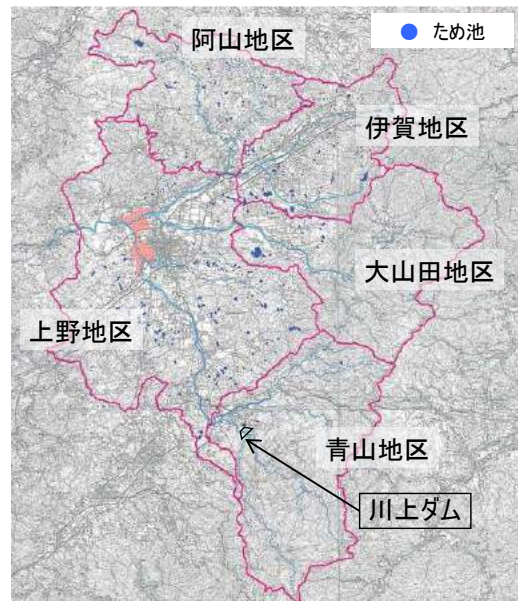 阿山地区
ため池
伊賀地区
大山田地区
上野地区
青山地区
川上ダム